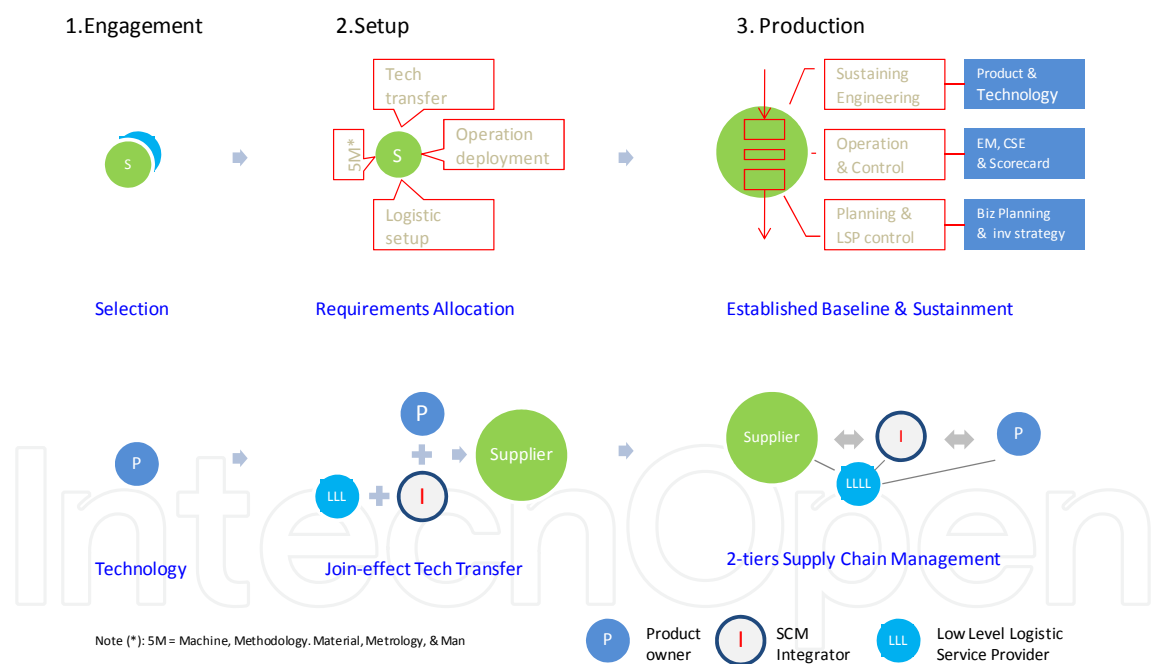 1.Engagement
2.Setup
3. Production
Tech
transfer
5M*
S
Operation
deployment
Logistic
setup
S
Sustaining
Engineering
Product &
Technology
Operation
& Control
EM, CSE
& Scorecard
Planning &
LSP control
Biz Planning
& inv strategy
Selection
Requirements Allocation
Established Baseline & Sustainment
P
P
LLL
I
Supplier
Supplier
I
P
LLLL
Technology
Join-effect Tech Transfer
2-tiers Supply Chain Management
IntechOpen
Note (*): 5M = Machine, Methodology. Material, Metrology, & Man
P
Product
owner
I
SCM
Integrator
LLL
Low Level Logistic
Service Provider